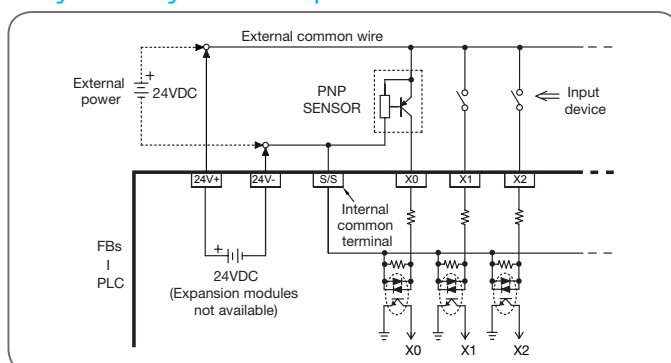 External common wire
External
power
+
24VDC
PNP
SENSOR
Input
device
24V+
24V-
S/S
X0
X1
X2
Internal
common
terminal
FBs
I
PLC
+
24VDC
(Expansion modules
not available)
X0
X1
X2